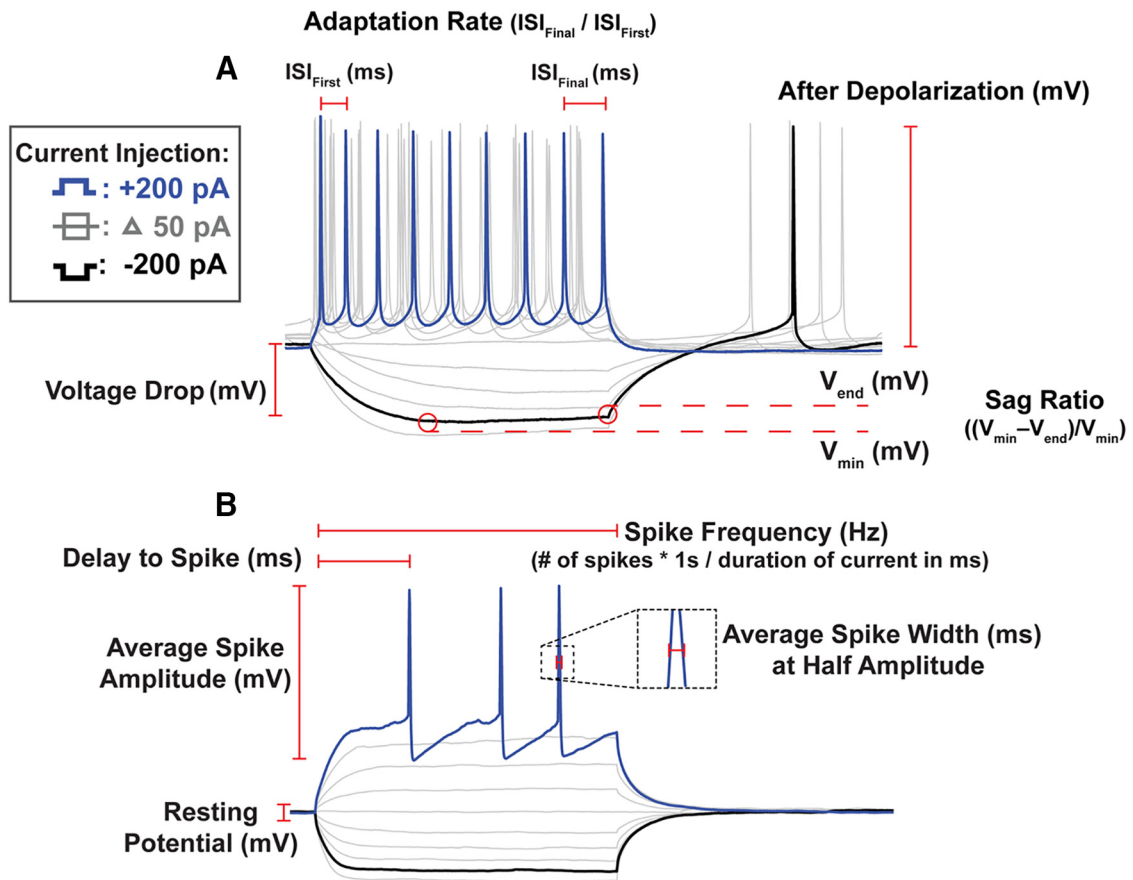 Adaptation Rate (ISIFinal / ISIFirst)
A
ISIFirst (ms)
ISIFinal (ms)
After Depolarization (mV)
Current Injection:
: +200 pA
: Δ 50 pA
: -200 pA
Voltage Drop (mV)
Vend (mV)
Vmin (mV)
Sag Ratio
((Vmin–Vend)/Vmin)
B
Spike Frequency (Hz)
(# of spikes * 1s / duration of current in ms)
Delay to Spike (ms)
Average Spike
Amplitude (mV)
Average Spike Width (ms)
at Half Amplitude
Resting
Potential (mV)